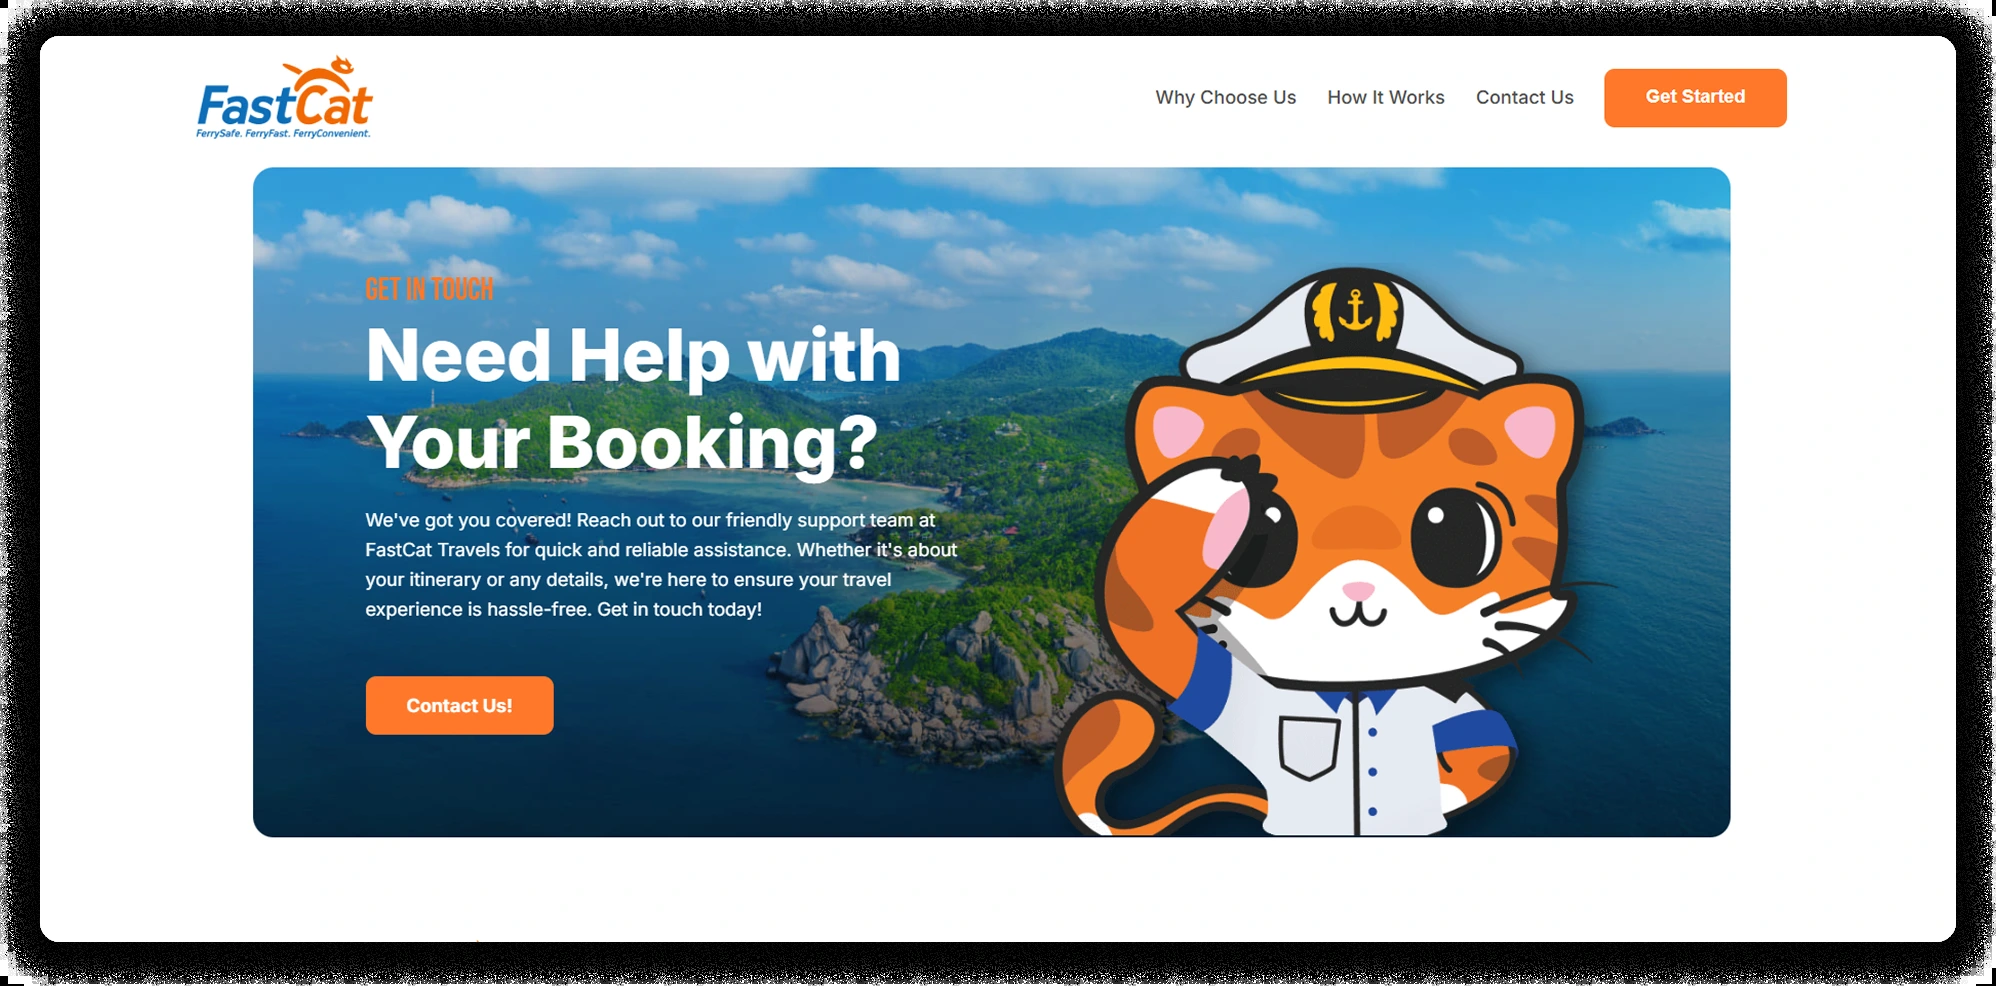 FastCat
FerrySafe. FerryFast. FerryConvenient.
Why Choose Us
How It Works
Contact Us
Get Started
GET IN TOUCH
Need Help with
Your Booking?
We've got you covered! Reach out to our friendly support team at
FastCat Travels for quick and reliable assistance. Whether it's about
your itinerary or any details, we're here to ensure your travel
experience is hassle-free. Get in touch today!
Contact Us!